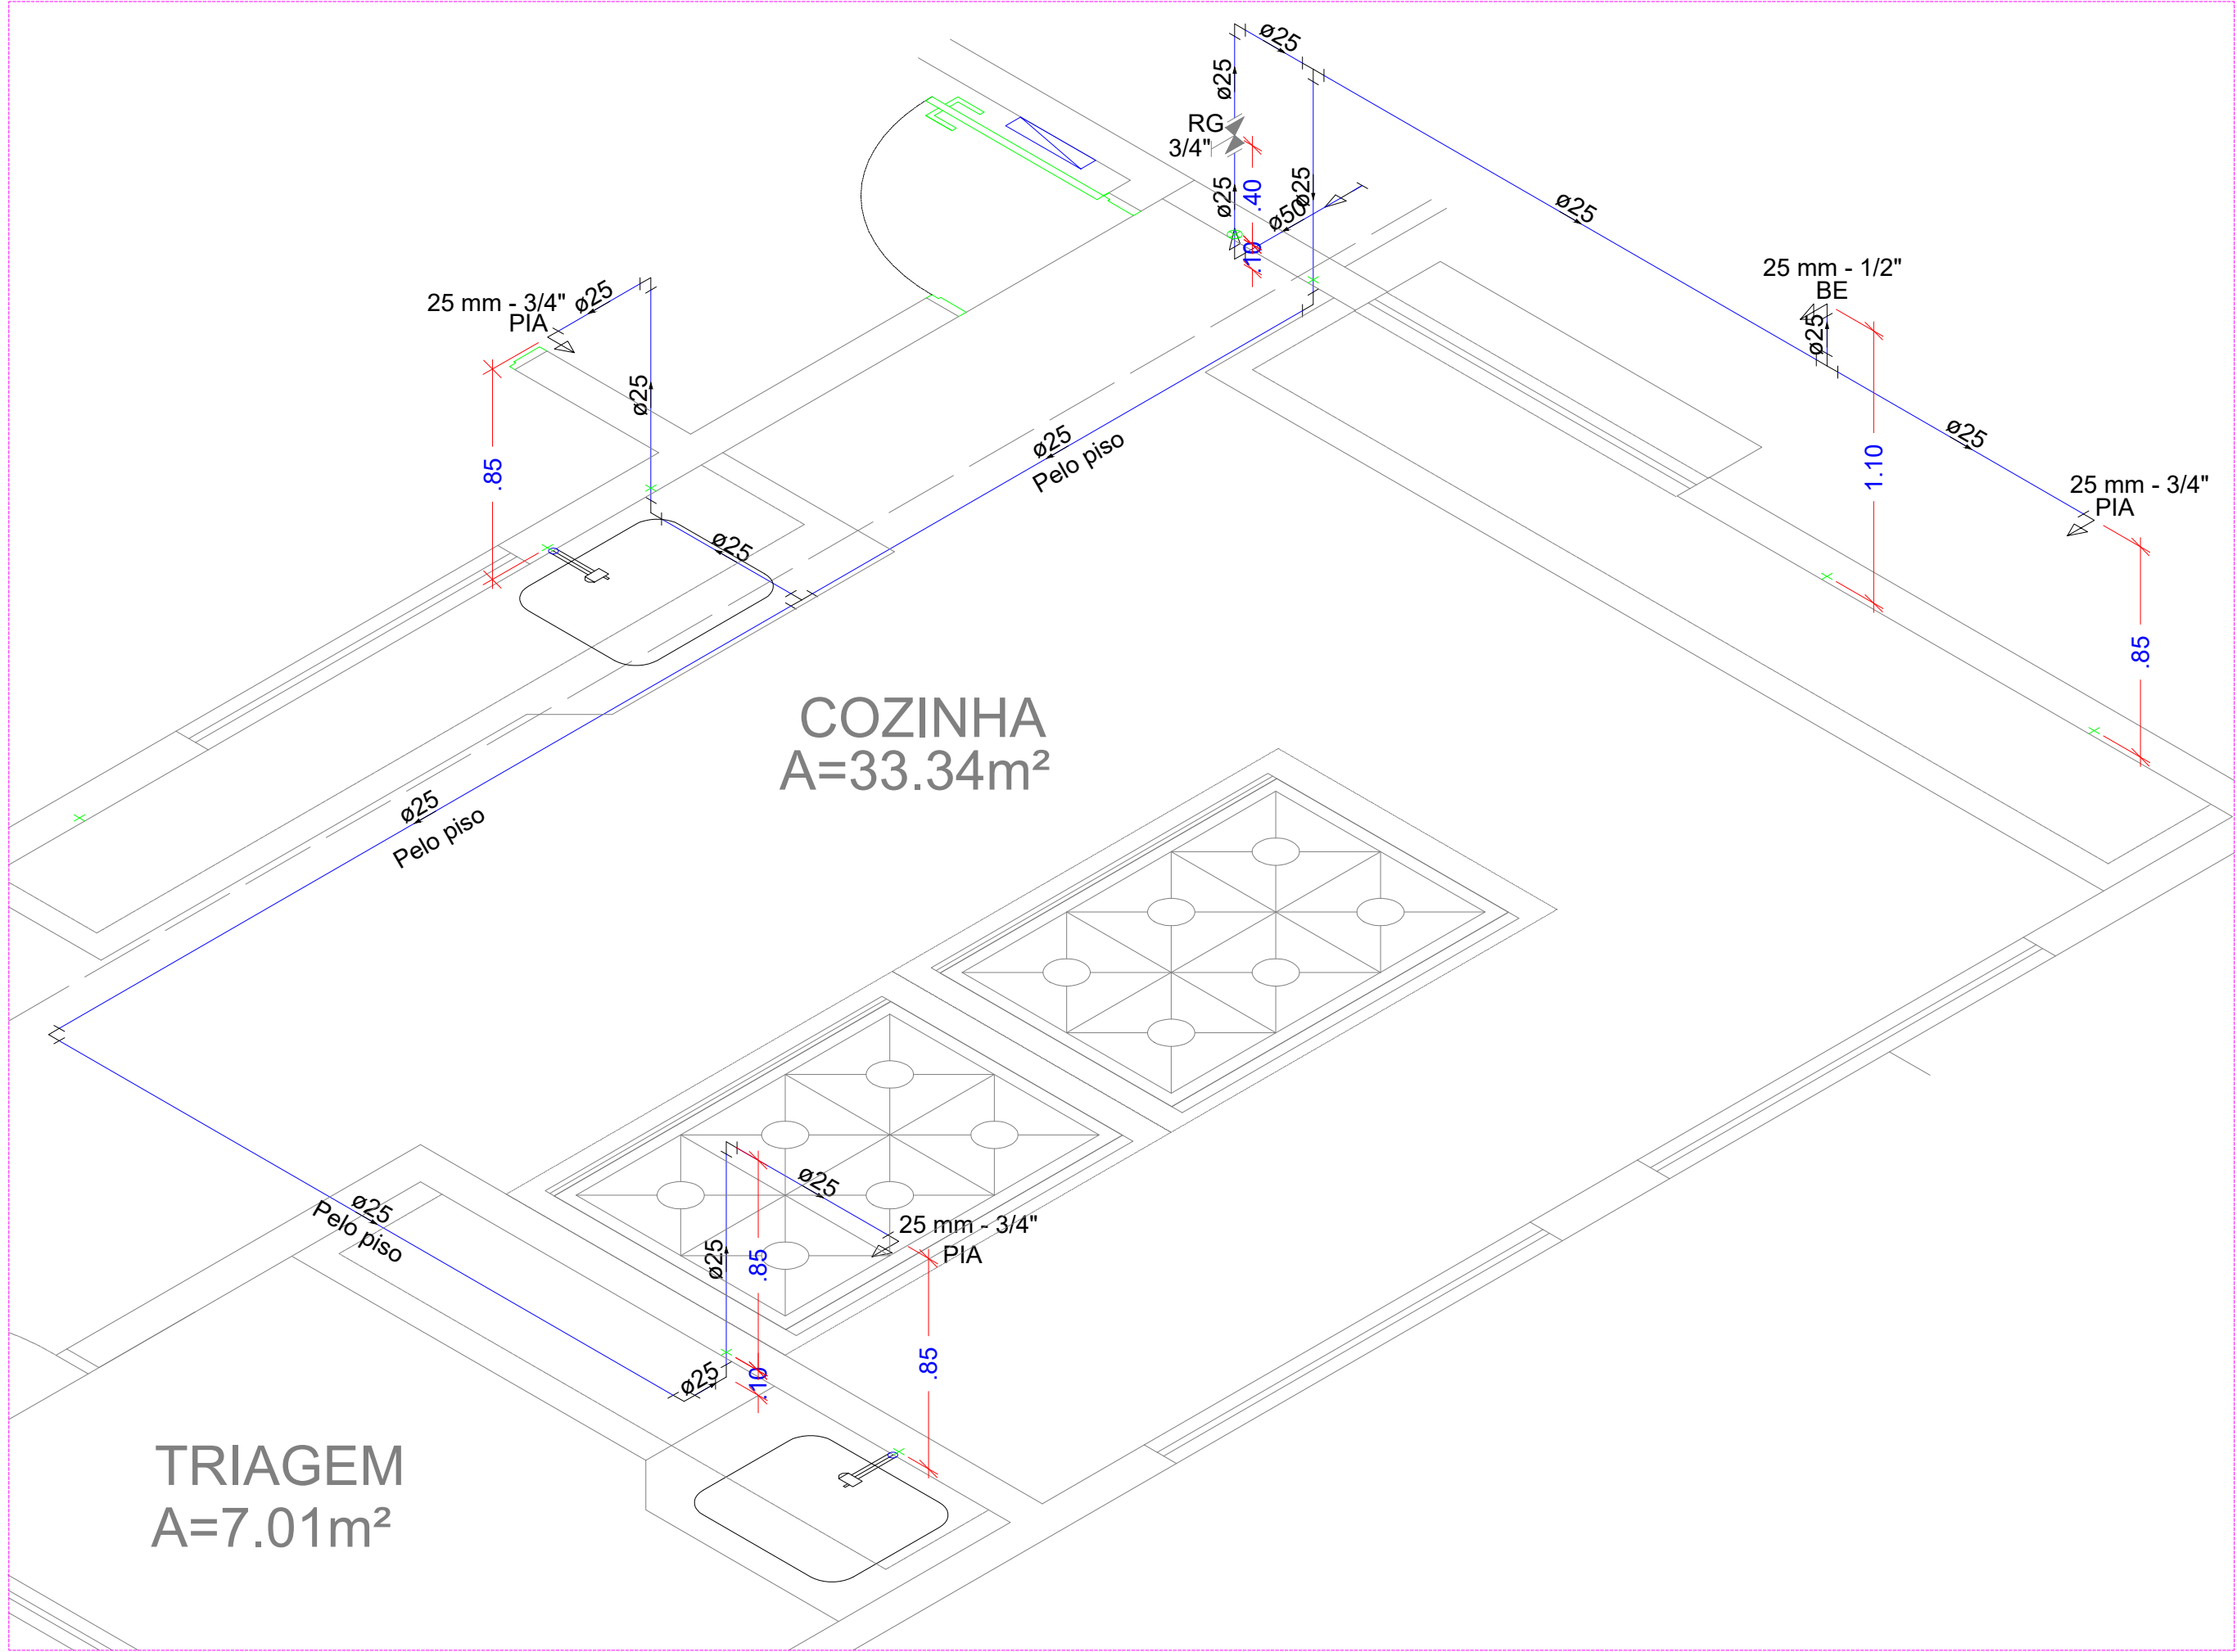 ø25
ø25
RG
3/4"
ø25
.40
ø25
ø50
.10
ø25
25 mm - 1/2"
BE
ø25
25 mm - 3/4"
PIA
ø25
ø25
.85
ø25
Pelo piso
1.10
ø25
25 mm - 3/4"
PIA
.85
ø25
COZINHA
A=33.34m²
ø25
Pelo piso
ø25
Pelo piso
ø25
25 mm - 3/4"
PIA
ø25
.85
.85
ø25
.10
TRIAGEM
A=7.01m²